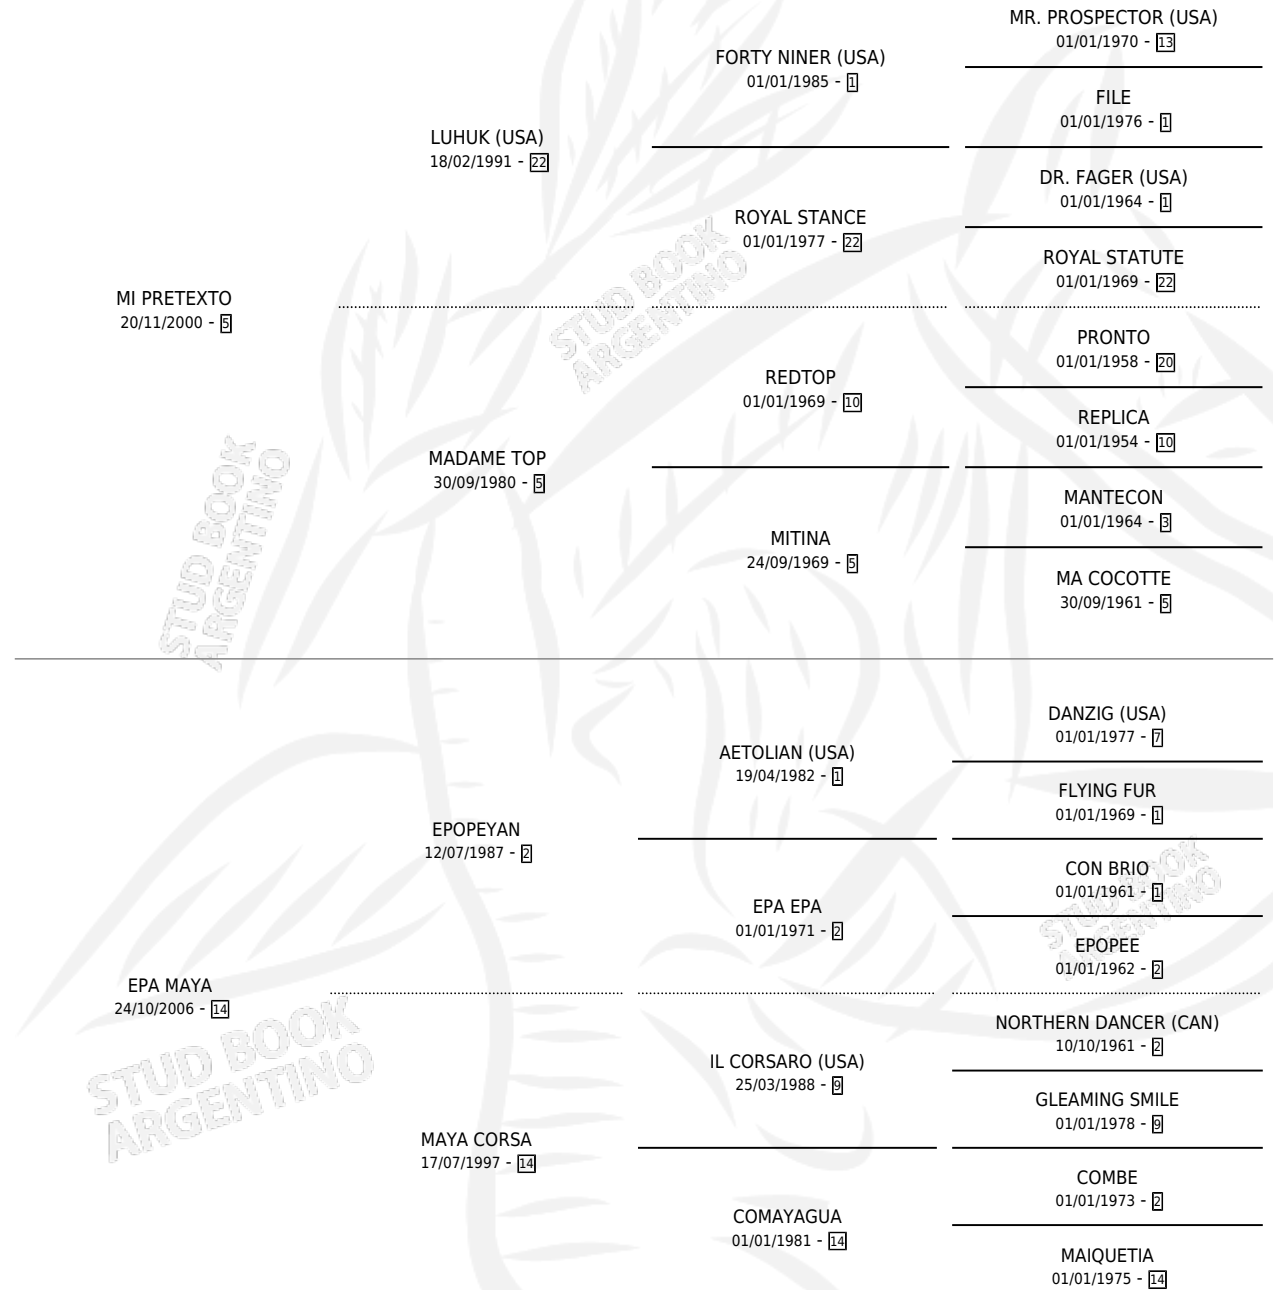 MR. PROSPECTOR (USA)
01/01/1970 - 13
FORTY NINER (USA)
01/01/1985 - 1
FILE
01/01/1976 - 1
LUHUK (USA)
18/02/1991 - 22
DR. FAGER (USA)
01/01/1964 - 1
ROYAL STANCE
01/01/1977 - 22
ROYAL STATUTE
01/01/1969 - 22
MI PRETEXTO
20/11/2000 - 5
STUD BOOK
ARGENTINO
PRONTO
01/01/1958 - 20
REDTOP
01/01/1969 - 10
REPLICA
01/01/1954 - 10
MADAME TOP
30/09/1980 - 5
MANTECON
01/01/1964 - 3
MITINA
24/09/1969 - 5
MA COCOTTE
30/09/1961 - 5
STUD BOOK
ARGENTINO
DANZIG (USA)
01/01/1977 - 7
AETOLIAN (USA)
19/04/1982 - 1
FLYING FUR
01/01/1969 - 1
EPOPEYAN
12/07/1987 - 2
CON BRIO
01/01/1961 - 1
EPA EPA
01/01/1971 - 2
STUD BOOK
ARGENTINO
EPOPEE
01/01/1962 - 2
EPA MAYA
24/10/2006 - 14
NORTHERN DANCER (CAN)
10/10/1961 - 2
IL CORSARO (USA)
25/03/1988 - 9
GLEAMING SMILE
01/01/1978 - 9
STUD BOOK
ARGENTINO
MAYA CORSA
17/07/1997 - 14
COMBE
01/01/1973 - 2
COMAYAGUA
01/01/1981 - 14
MAIQUETIA
01/01/1975 - 14